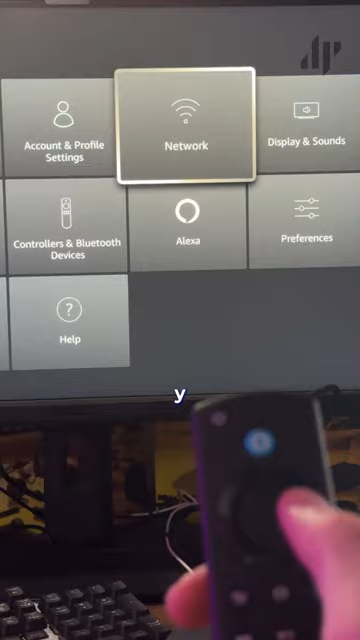 Account & Profile
Settings
Network
Display & Sounds
Controllers & Bluetooth
Devices
Alexa
Preferences
?
Help
y